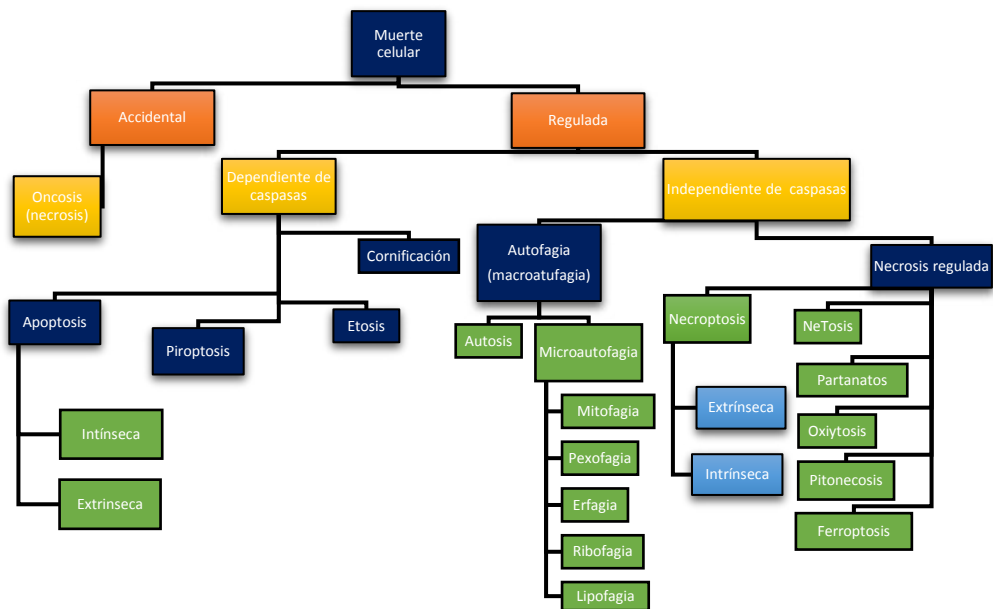 Muerte
celular
Accidental
Regulada
Oncosis
(necrosis)
Dependiente de
caspasas
Independiente de caspasas
Cornificación
Apoptosis
Piroptosis
Etosis
Intínseca
Extrinseca
Autofagia
(macroatufagia)
Autosis
Microautofagia
Mitofagia
Pexofagia
Erfagia
Ribofagia
Lipofagia
Necrosis regulada
Necroptosis
Extrínseca
Intrínseca
NeTosis
Partanatos
Oxiytosis
Pitonecosis
Ferroptosis